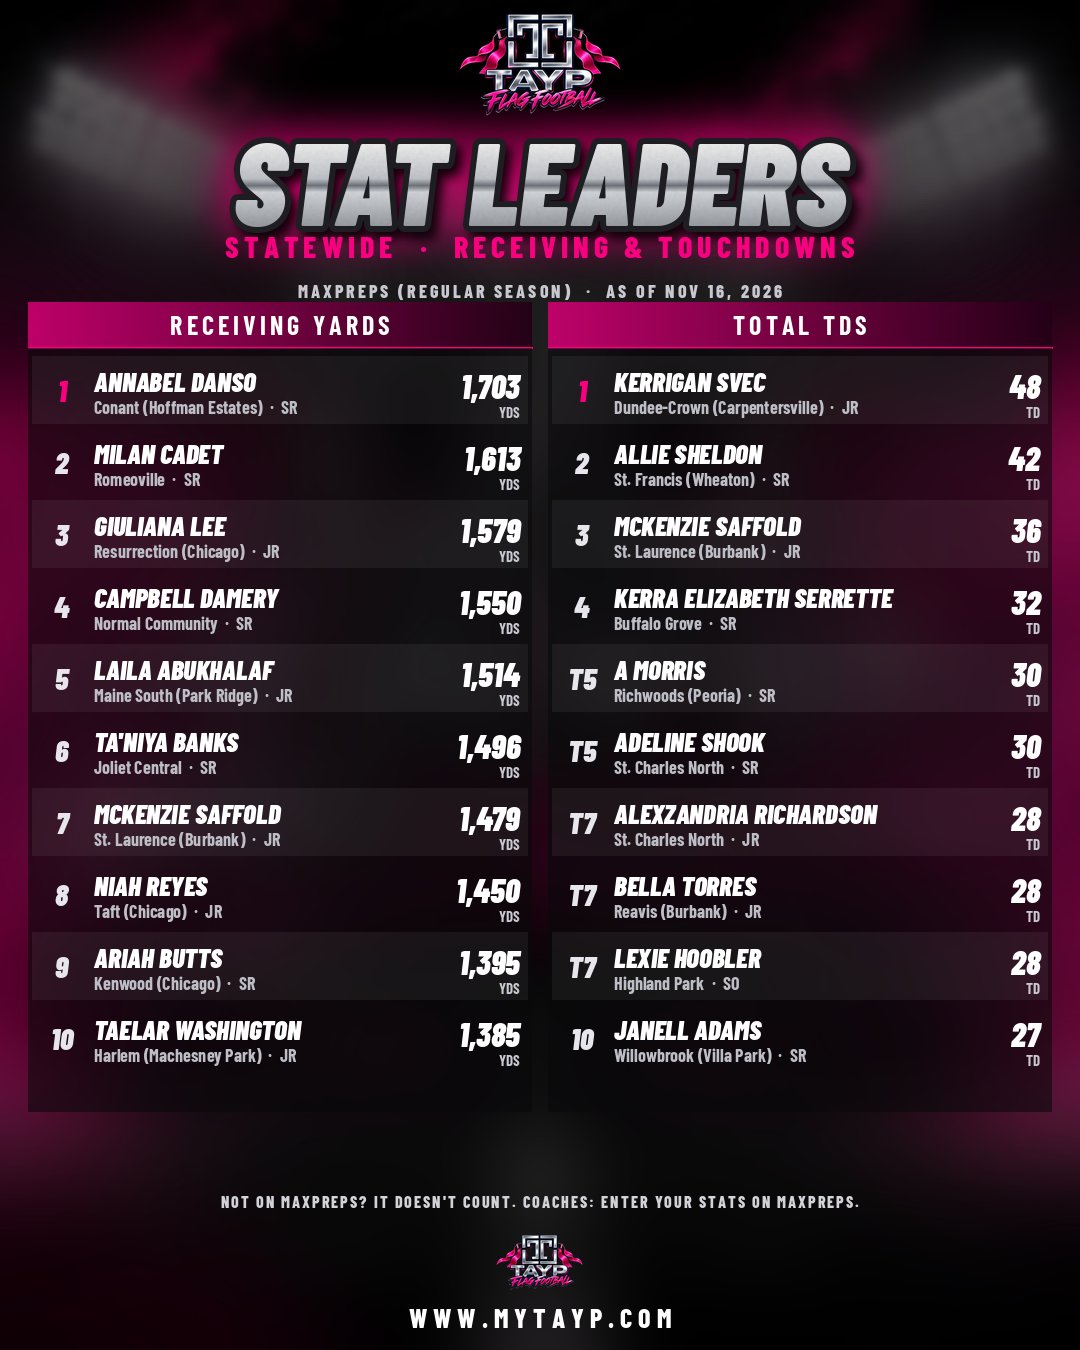 TAYP
FLAG FOOTBALL
STAT LEADERS
STATEWIDE · RECEIVING & TOUCHDOWNS
MAXPREPS (REGULAR SEASON) · AS OF NOV 16, 2026
RECEIVING YARDS
1 ANNABEL DANSO 1,703
Conant (Hoffman Estates) · SR YDS
2 MILAN CADET 1,613
Romeoville · SR YDS
3 GIULIANA LEE 1,579
Resurrection (Chicago) · JR YDS
4 CAMPBELL DAMERY 1,550
Normal Community · SR YDS
5 LAILA ABUKHALAF 1,514
Maine South (Park Ridge) · JR YDS
6 TA'NIYA BANKS 1,496
Joliet Central · SR YDS
7 MCKENZIE SAFFOLD 1,479
St. Laurence (Burbank) · JR YDS
8 NIAH REYES 1,450
Taft (Chicago) · JR YDS
9 ARIAH BUTTS 1,395
Kenwood (Chicago) · SR YDS
10 TAELAR WASHINGTON 1,385
Harlem (Machesney Park) · JR YDS
TOTAL TDS
1 KERRIGAN SVEC 48
Dundee-Crown (Carpentersville) · JR TD
2 ALLIE SHELDON 42
St. Francis (Wheaton) · SR TD
3 MCKENZIE SAFFOLD 36
St. Laurence (Burbank) · JR TD
4 KERRA ELIZABETH SERRETTE 32
Buffalo Grove · SR TD
T5 A MORRIS 30
Richwoods (Peoria) · SR TD
T5 ADELINE SHOOK 30
St. Charles North · SR TD
T7 ALEXZANDRIA RICHARDSON 28
St. Charles North · JR TD
T7 BELLA TORRES 28
Reavis (Burbank) · JR TD
T7 LEXIE HOOBLER 28
Highland Park · SO TD
10 JANELL ADAMS 27
Willowbrook (Villa Park) · SR TD
NOT ON MAXPREPS? IT DOESN'T COUNT. COACHES: ENTER YOUR STATS ON MAXPREPS.
TAYP
FLAG FOOTBALL
WWW.MYTAYP.COM